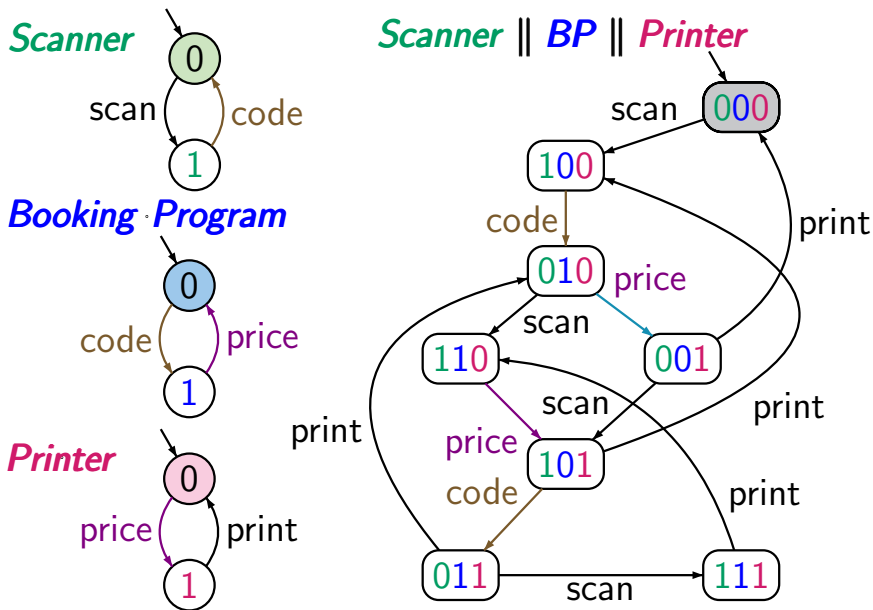 Scanner
0
scan
code
1
Booking Program
0
code
price
1
Printer
0
price
print
1
Scanner || BP || Printer
000
scan
100
code
print
010
price
scan
110
001
scan
print
print
price
101
code
print
011
scan
111